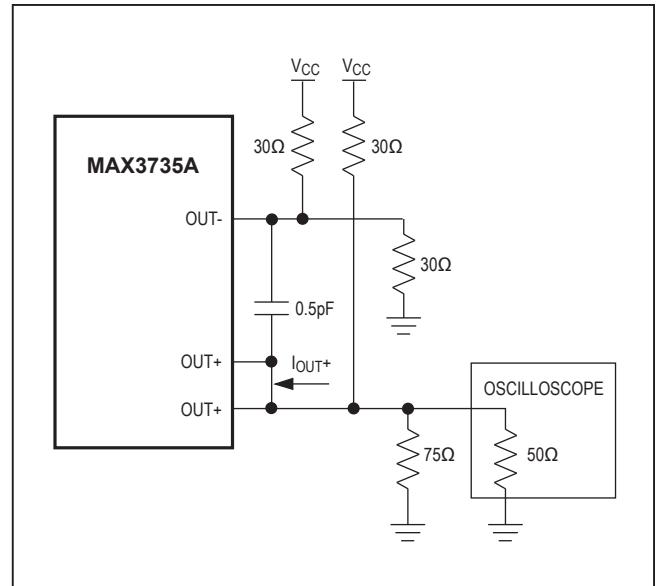 VCC VCC
30Ω 30Ω
MAX3735A
OUT-
30Ω
0.5pF
OUT+
IOUT+
OSCILLOSCOPE
OUT+
75Ω 50Ω